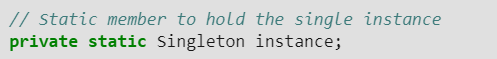 // Static member to hold the single instance
private static Singleton instance;